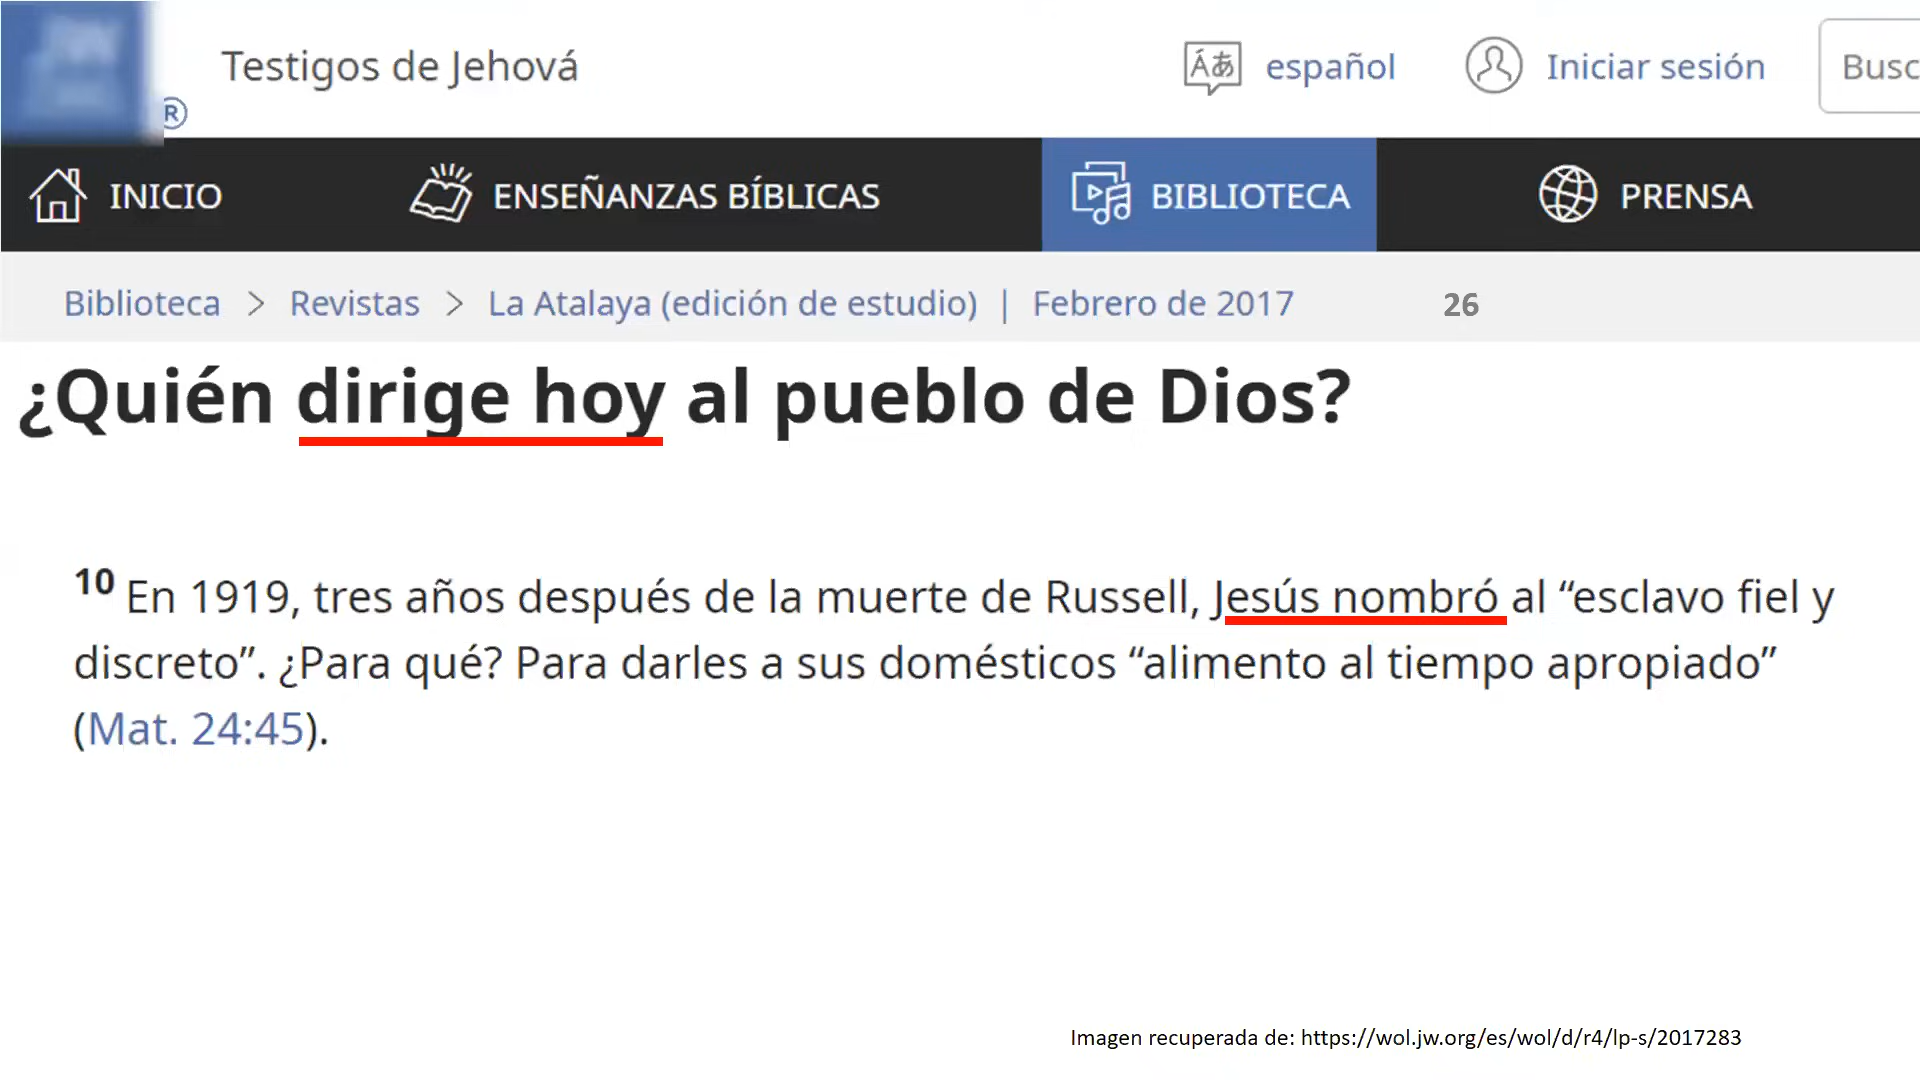 Testigos de Jehová
español
Iniciar sesión
Busc
®
INICIO
ENSEÑANZAS BÍBLICAS
BIBLIOTECA
PRENSA
Biblioteca > Revistas > La Atalaya (edición de estudio) | Febrero de 2017 26
¿Quién dirige hoy al pueblo de Dios?
10 En 1919, tres años después de la muerte de Russell, Jesús nombró al “esclavo fiel y
discreto”. ¿Para qué? Para darles a sus domésticos “alimento al tiempo apropiado”
(Mat. 24:45).
Imagen recuperada de: https://wol.jw.org/es/wol/d/r4/lp-s/2017283